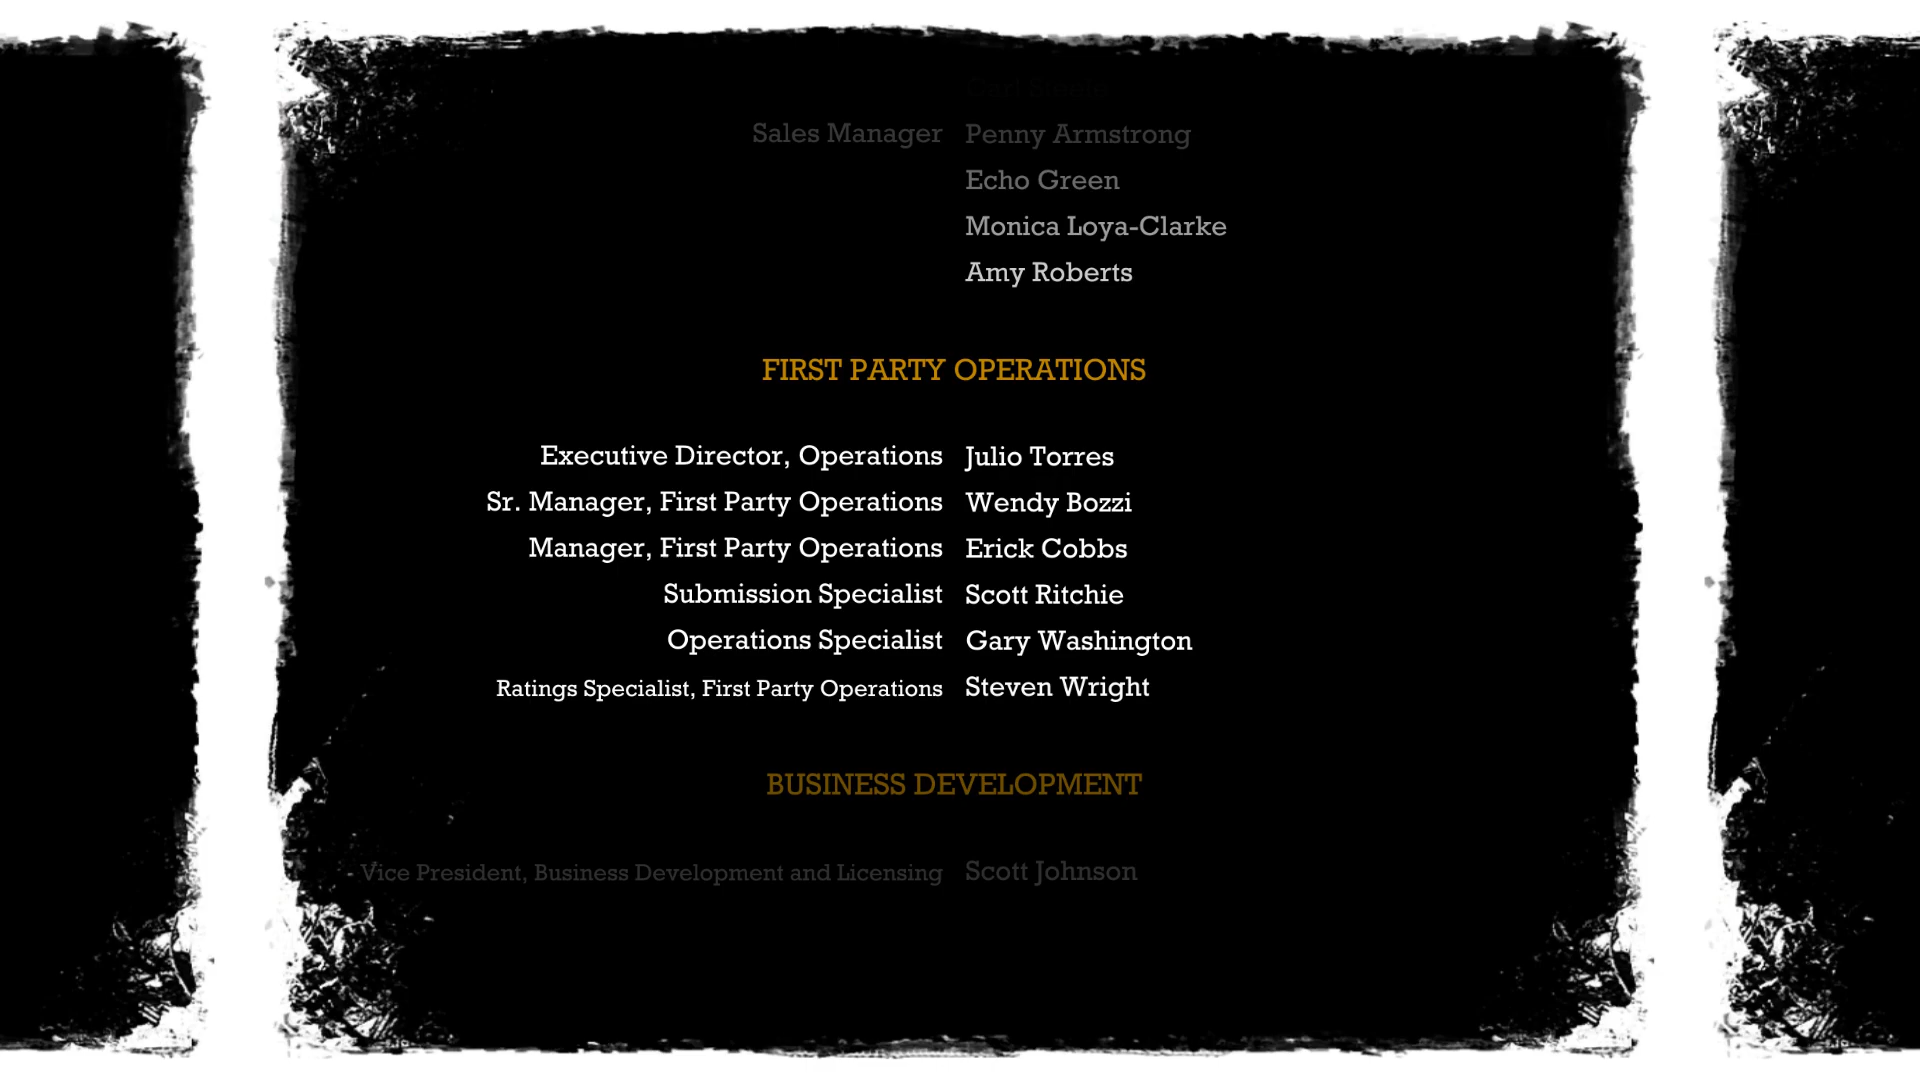 Sales Manager Penny Armstrong
Echo Green
Monica Loya-Clarke
Amy Roberts
FIRST PARTY OPERATIONS
Executive Director, Operations Julio Torres
Sr. Manager, First Party Operations Wendy Bozzi
Manager, First Party Operations Erick Cobbs
Submission Specialist Scott Ritchie
Operations Specialist Gary Washington
Ratings Specialist, First Party Operations Steven Wright
BUSINESS DEVELOPMENT
Vice President, Business Development and Licensing Scott Johnson